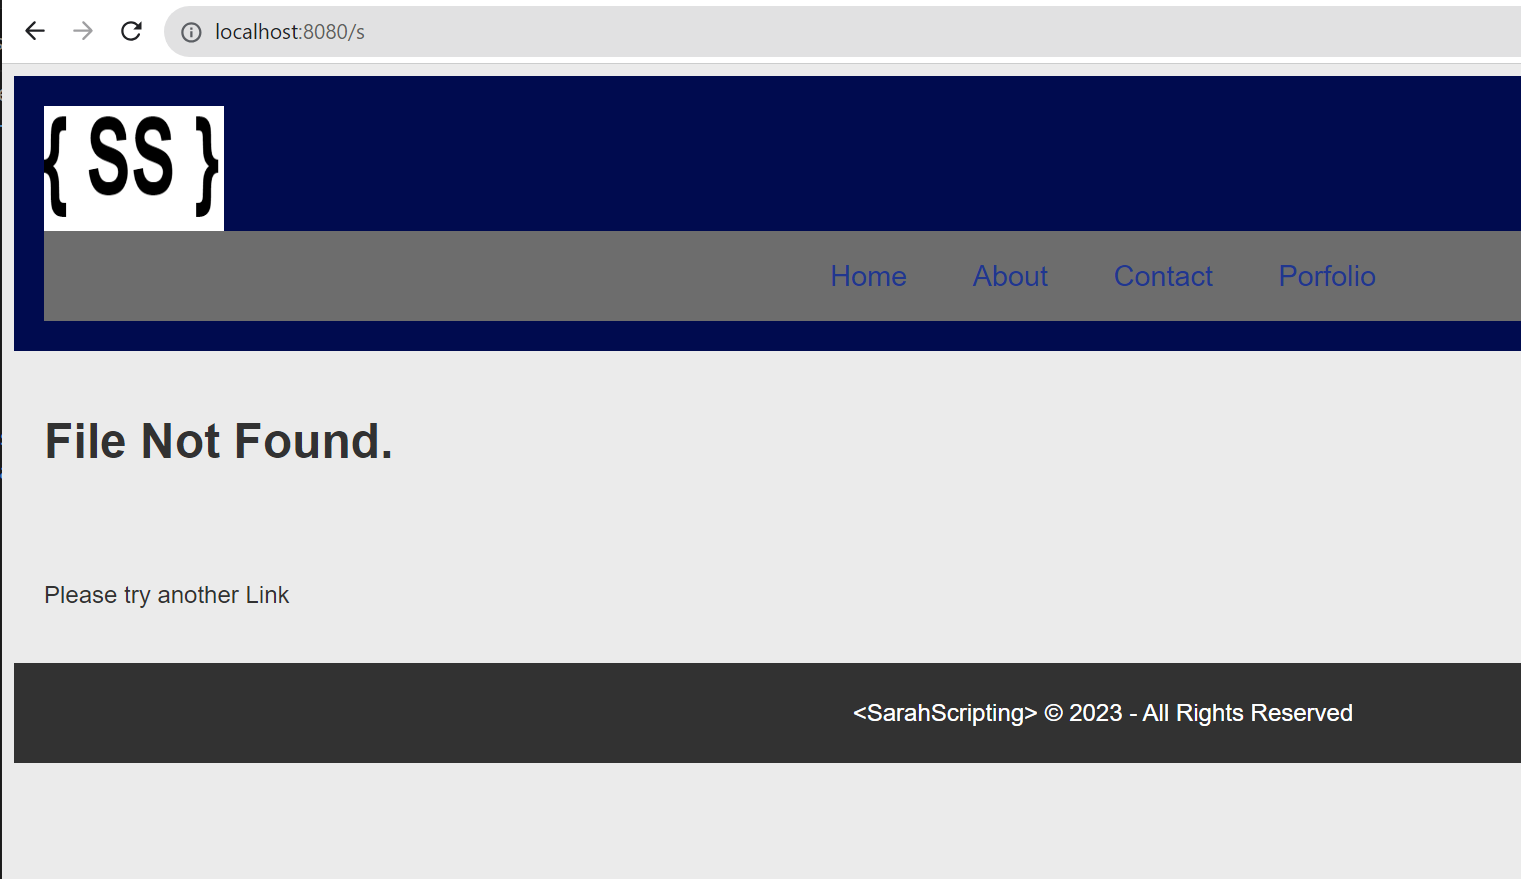 localhost:8080/s
{ SS }
Home About Contact Porfolio
File Not Found.
Please try another Link
<SarahScripting> © 2023 - All Rights Reserved